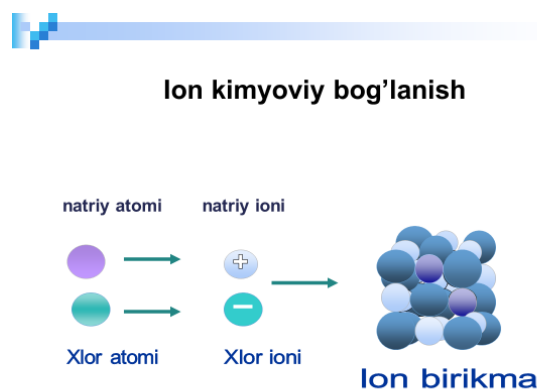 Ion kimyoviy bog’lanish
natriy atomi natriy ioni
+
−
Xlor atomi Xlor ioni
Ion birikma